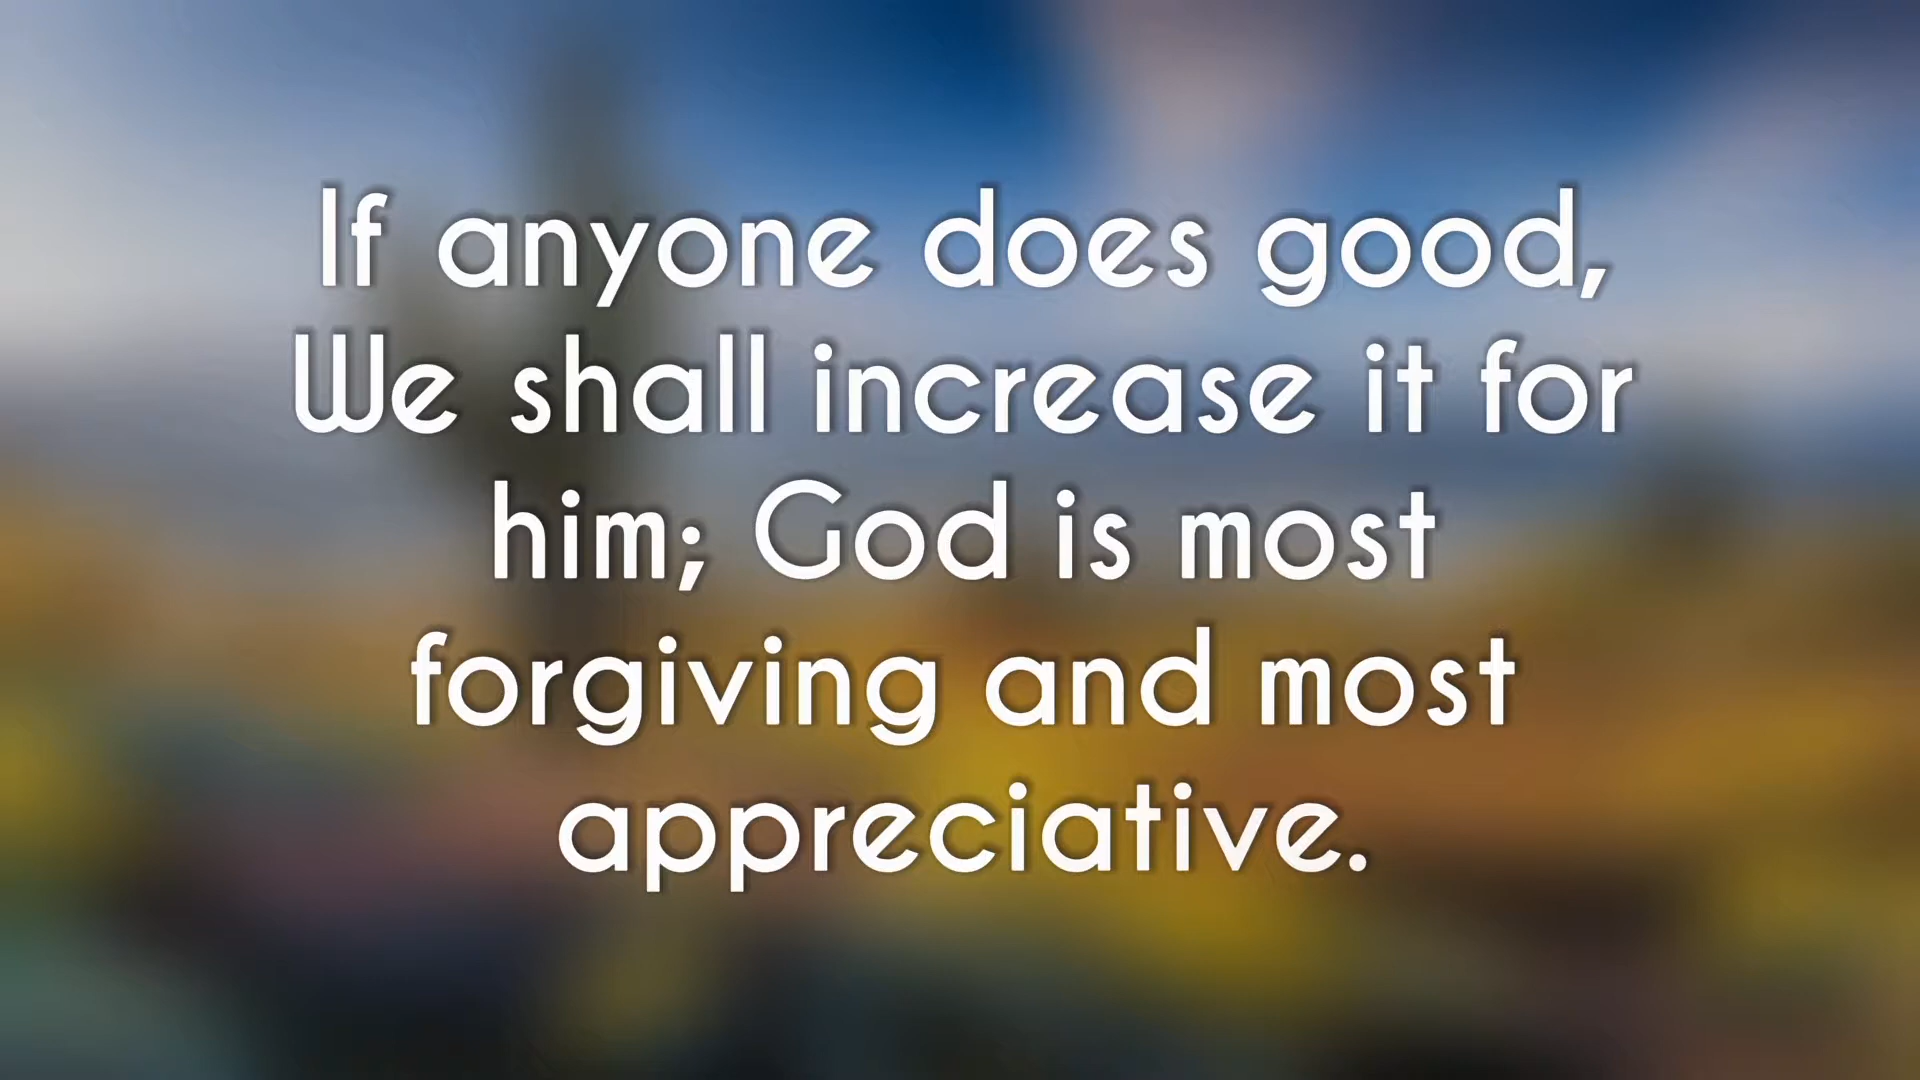 If anyone does good,
We shall increase it for
him; God is most
forgiving and most
appreciative.